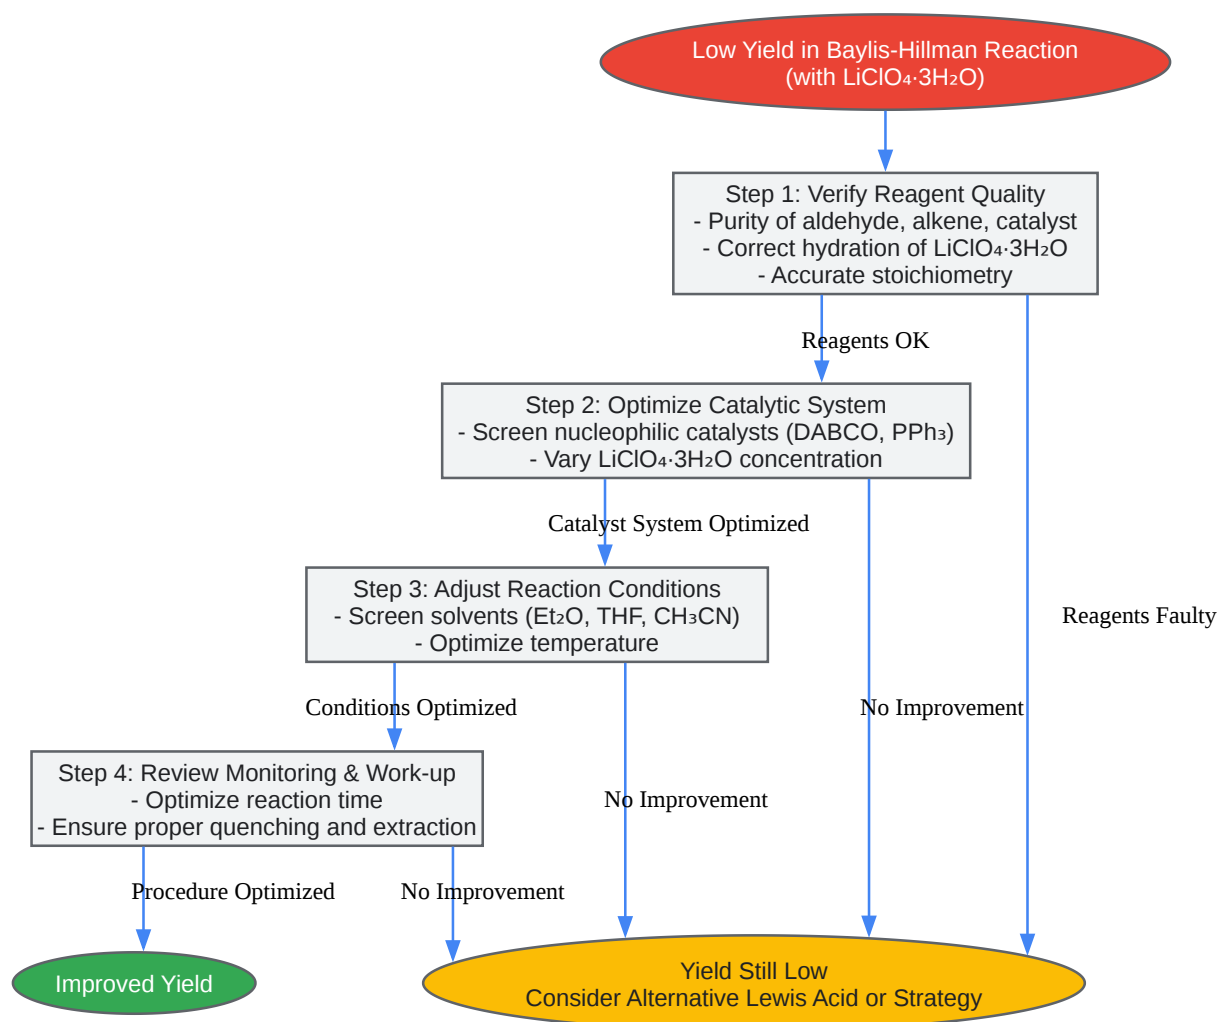 Low Yield in Baylis-Hillman Reaction
(with LiClO₄·3H₂O)
Step 1: Verify Reagent Quality
- Purity of aldehyde, alkene, catalyst
- Correct hydration of LiClO₄·3H₂O
- Accurate stoichiometry
Reagents OK
Step 2: Optimize Catalytic System
- Screen nucleophilic catalysts (DABCO, PPh₃)
- Vary LiClO₄·3H₂O concentration
Catalyst System Optimized
Step 3: Adjust Reaction Conditions
- Screen solvents (Et₂O, THF, CH₃CN)
- Optimize temperature
Reagents Faulty
Conditions Optimized
No Improvement
Step 4: Review Monitoring & Work-up
- Optimize reaction time
- Ensure proper quenching and extraction
No Improvement
Procedure Optimized
No Improvement
Improved Yield
Yield Still Low
Consider Alternative Lewis Acid or Strategy